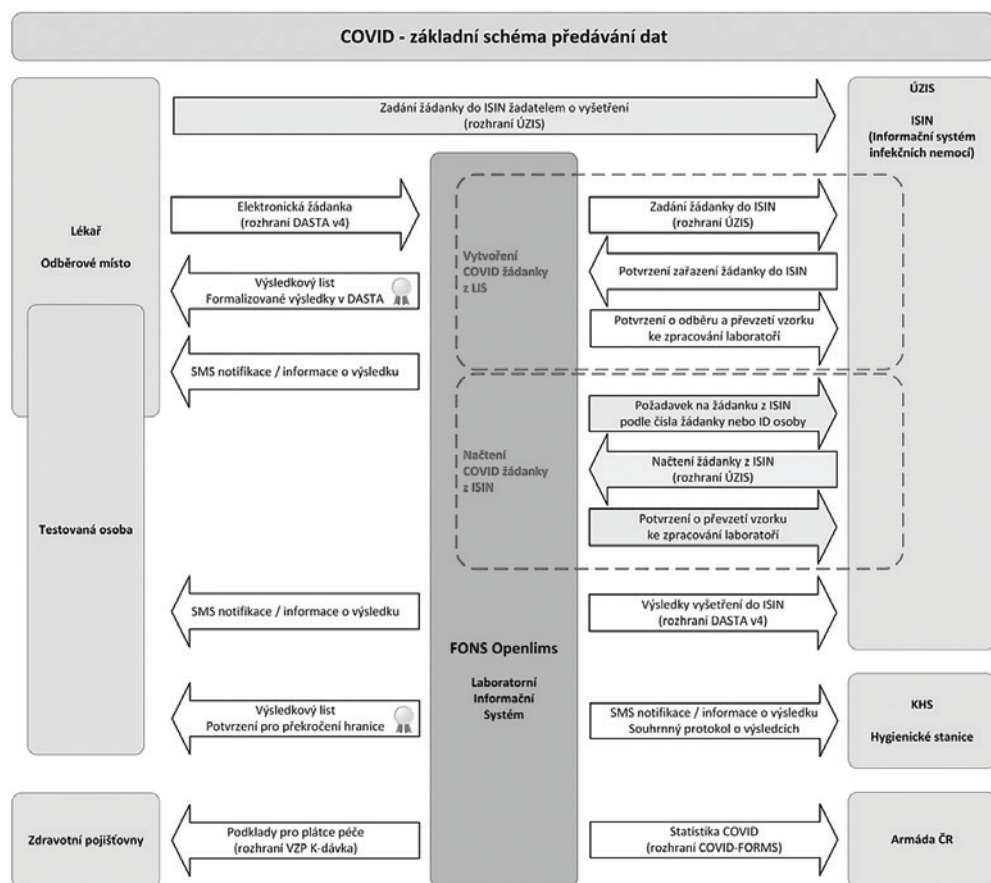 COVID - základní schéma předávání dat
Zadání žádanky do ISIN žadatelem o vyšetření
(rozhraní ÚZIS)
ÚZIS
ISIN
(Informační systém
infekčních nemocí)
Lékař
Odběrové místo
Elektronická žádanka
(rozhraní DASTA v4)
Výsledkový list
Formalizované výsledky v DASTA
SMS notifikace / informace o výsledku
Vytvoření
COVID žádanky
z LIS
Zadání žádanky do ISIN
(rozhraní ÚZIS)
Potvrzení zařazení žádanky do ISIN
Potvrzení o odběru a převzetí vzorku
ke zpracování laboratoří
Načtení
COVID žádanky
z ISIN
Požadavek na žádanku z ISIN
podle čísla žádanky nebo ID osoby
Načtení žádanky z ISIN
(rozhraní ÚZIS)
Potvrzení o převzetí vzorku
ke zpracování laboratoří
Testovaná osoba
SMS notifikace / informace o výsledku
Výsledky vyšetření do ISIN
(rozhraní DASTA v4)
FONS Openlims
Laboratorní
Informační
Systém
Výsledkový list
Potvrzení pro překročení hranice
SMS notifikace / informace o výsledku
Souhrnný protokol o výsledcích
KHS
Hygienické stanice
Zdravotní pojišťovny
Podklady pro plátce péče
(rozhraní VZP K-dávka)
Statistika COVID
(rozhraní COVID-FORMS)
Armáda ČR